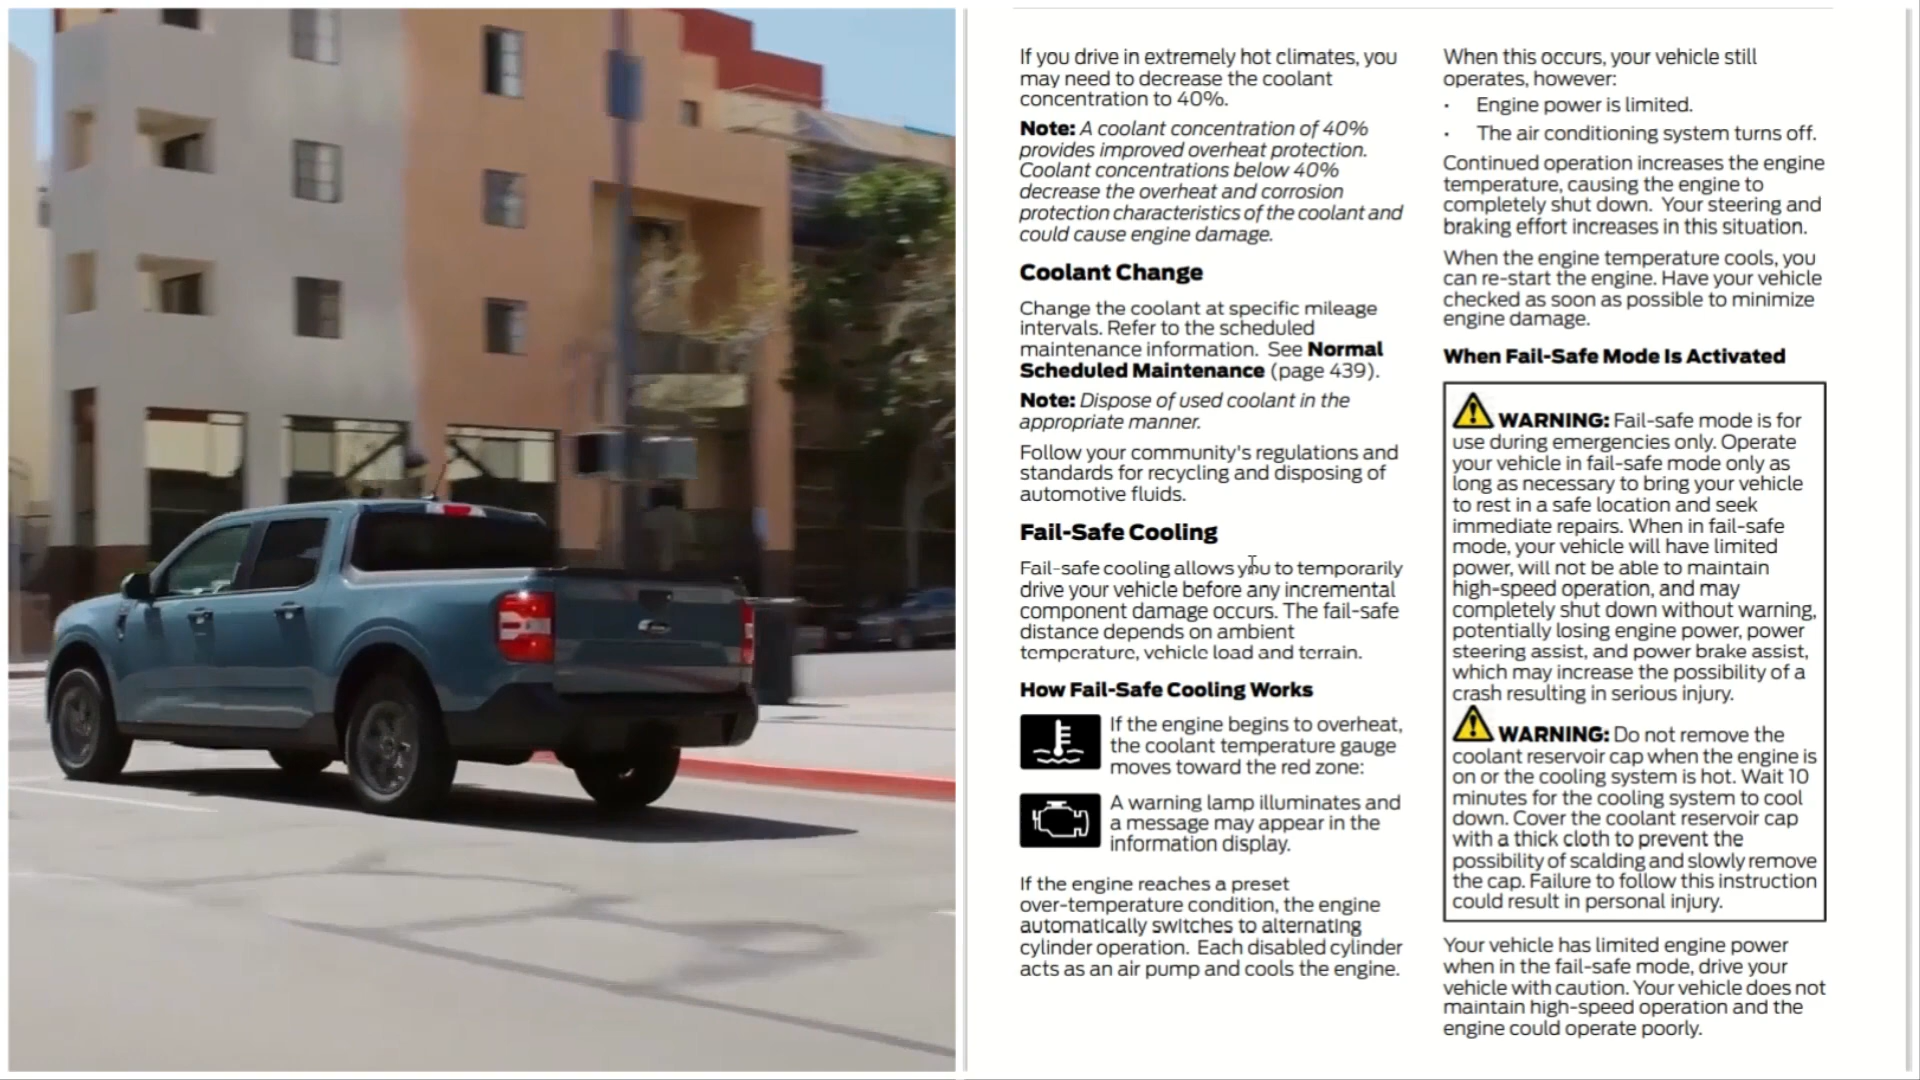 If you drive in extremely hot climates, you
may need to decrease the coolant
concentration to 40%.
Note: A coolant concentration of 40%
provides improved overheat protection.
Coolant concentrations below 40%
decrease the overheat and corrosion
protection characteristics of the coolant and
could cause engine damage.
Coolant Change
Change the coolant at specific mileage
intervals. Refer to the scheduled
maintenance information.  See Normal
Scheduled Maintenance (page 439).
Note: Dispose of used coolant in the
appropriate manner.
Follow your community's regulations and
standards for recycling and disposing of
automotive fluids.
Fail-Safe Cooling
Fail-safe cooling allows you to temporarily
drive your vehicle before any incremental
component damage occurs. The fail-safe
distance depends on ambient
temperature, vehicle load and terrain.
How Fail-Safe Cooling Works
If the engine begins to overheat,
the coolant temperature gauge
moves toward the red zone:
A warning lamp illuminates and
a message may appear in the
information display.
If the engine reaches a preset
over-temperature condition, the engine
automatically switches to alternating
cylinder operation.  Each disabled cylinder
acts as an air pump and cools the engine.
When this occurs, your vehicle still
operates, however:
· Engine power is limited.
· The air conditioning system turns off.
Continued operation increases the engine
temperature, causing the engine to
completely shut down.  Your steering and
braking effort increases in this situation.
When the engine temperature cools, you
can re-start the engine. Have your vehicle
checked as soon as possible to minimize
engine damage.
When Fail-Safe Mode Is Activated
WARNING: Fail-safe mode is for
use during emergencies only. Operate
your vehicle in fail-safe mode only as
long as necessary to bring your vehicle
to rest in a safe location and seek
immediate repairs. When in fail-safe
mode, your vehicle will have limited
power, will not be able to maintain
high-speed operation, and may
completely shut down without warning,
potentially losing engine power, power
steering assist, and power brake assist,
which may increase the possibility of a
crash resulting in serious injury.
WARNING: Do not remove the
coolant reservoir cap when the engine is
on or the cooling system is hot. Wait 10
minutes for the cooling system to cool
down. Cover the coolant reservoir cap
with a thick cloth to prevent the
possibility of scalding and slowly remove
the cap. Failure to follow this instruction
could result in personal injury.
Your vehicle has limited engine power
when in the fail-safe mode, drive your
vehicle with caution. Your vehicle does not
maintain high-speed operation and the
engine could operate poorly.